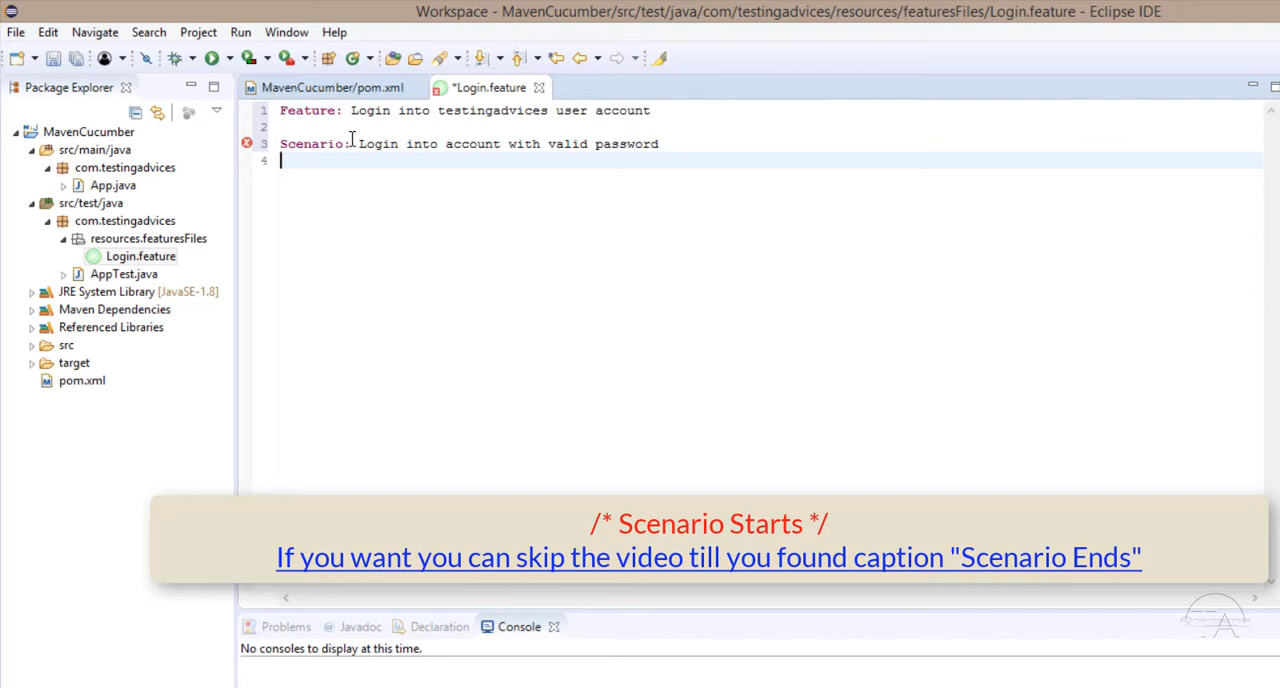 Workspace - MavenCucumber/src/test/java/com/testingadvices/resources/featuresFiles/Login.feature - Eclipse IDE
File Edit Navigate Search Project Run Window Help
Package Explorer
MavenCucumber/pom.xml
*Login.feature
MavenCucumber
src/main/java
com.testingadvices
App.java
src/test/java
com.testingadvices
resources.featuresFiles
Login.feature
AppTest.java
JRE System Library [JavaSE-1.8]
Maven Dependencies
Referenced Libraries
src
target
pom.xml
1 Feature: Login into testingadvices user account
2
3 Scenario: Login into account with valid password
4
/* Scenario Starts */
If you want you can skip the video till you found caption "Scenario Ends"
Problems @ Javadoc Declaration Console
No consoles to display at this time.